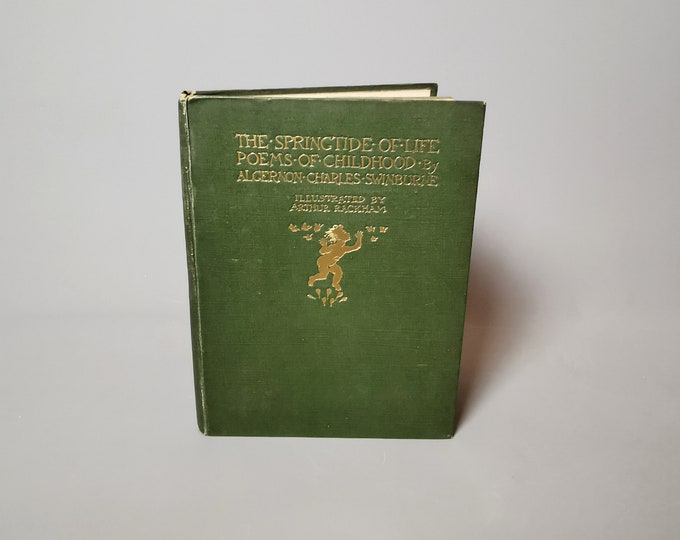 THE·SPRINGTIDE·OF·LIFE
POEMS·OF·CHILDHOOD·By
ALGERNON·CHARLES·SWINBURNE
ILLUSTRATED BY
ARTHUR RACKHAM